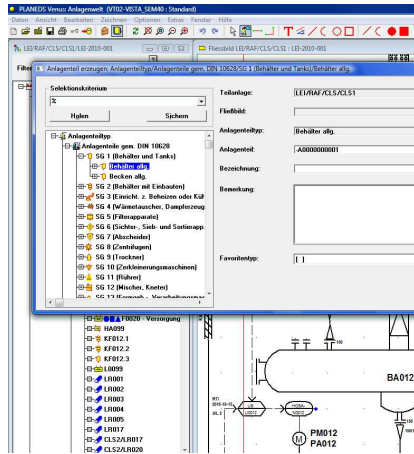 PLANEDS Venus: Anlagenwelt (VT02-VISTA_SEM40: Standard)
Daten Ansicht Bearbeiten Zeichnen Optionen Extras Fenster Hilfe
LEI/RAF/CLS/CLS1/LEI-2010-001
Fliessbild LEI/RAF/CLS/CLS1 : LEI-2010-001
Filter
Anlagenteil erzeugen: Anlagenteiltyp/Anlagenteile gem. DIN 10628/SG 1 (Behälter und Tanks)/Behälter allg.
Selektionskriterium
%
Holen
Sichern
Anlagenteiltyp
Anlagenteile gem. DIN 10628
SG 1 (Behälter und Tanks)
Behälter allg.
Becken allg.
SG 2 (Behälter mit Einbauten)
SG 3 (Einricht. z. Beheizen oder Küh
SG 4 (Wärmetauscher, Dampferzeug
SG 5 (Filterapparate)
SG 6 (Sichter-, Sieb- und Sortierapp.
SG 7 (Abscheider)
SG 8 (Zentrifugen)
SG 9 (Trockner)
SG 10 (Zerkleinerungsmaschinen)
SG 11 (Rührer)
SG 12 (Mischer, Kneter)
Teilanlage:
LEI/RAF/CLS/CLS1
Fließbild:
Anlagenteiltyp:
Behälter allg.
Anlagenteil:
-A0000000001
Bezeichnung:
Bemerkung:
Favoritentyp:
[ ]
F0020 - Versorgung
HA099
KF012.1
KF012.2
KF012.3
L0099
LR001
LR002
LR003
LR004
LR005
LR017
CLS2/LR017
CLS2/LR020
100
BA012
L0012
PM012
PA012
M